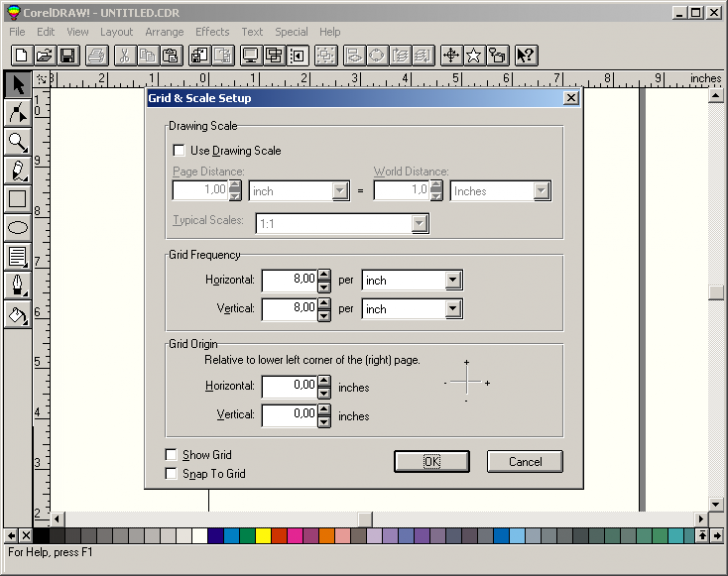 CorelDRAW! - UNTITLED.CDR
File Edit View Layout Arrange Effects Text Special Help
3 2 1 0 1 2 3 4 5 6 7 8 9 inches
Grid & Scale Setup
Drawing Scale
Use Drawing Scale
Page Distance: World Distance:
1,00 inch = 1,0 Inches
Typical Scales: 1:1
Grid Frequency
Horizontal: 8,00 per inch
Vertical: 8,00 per inch
Grid Origin
Relative to lower left corner of the (right) page.
Horizontal: 0,00 inches
Vertical: 0,00 inches
Show Grid
Snap To Grid
OK Cancel
10
9
8
7
6
5
4
3
2
For Help, press F1